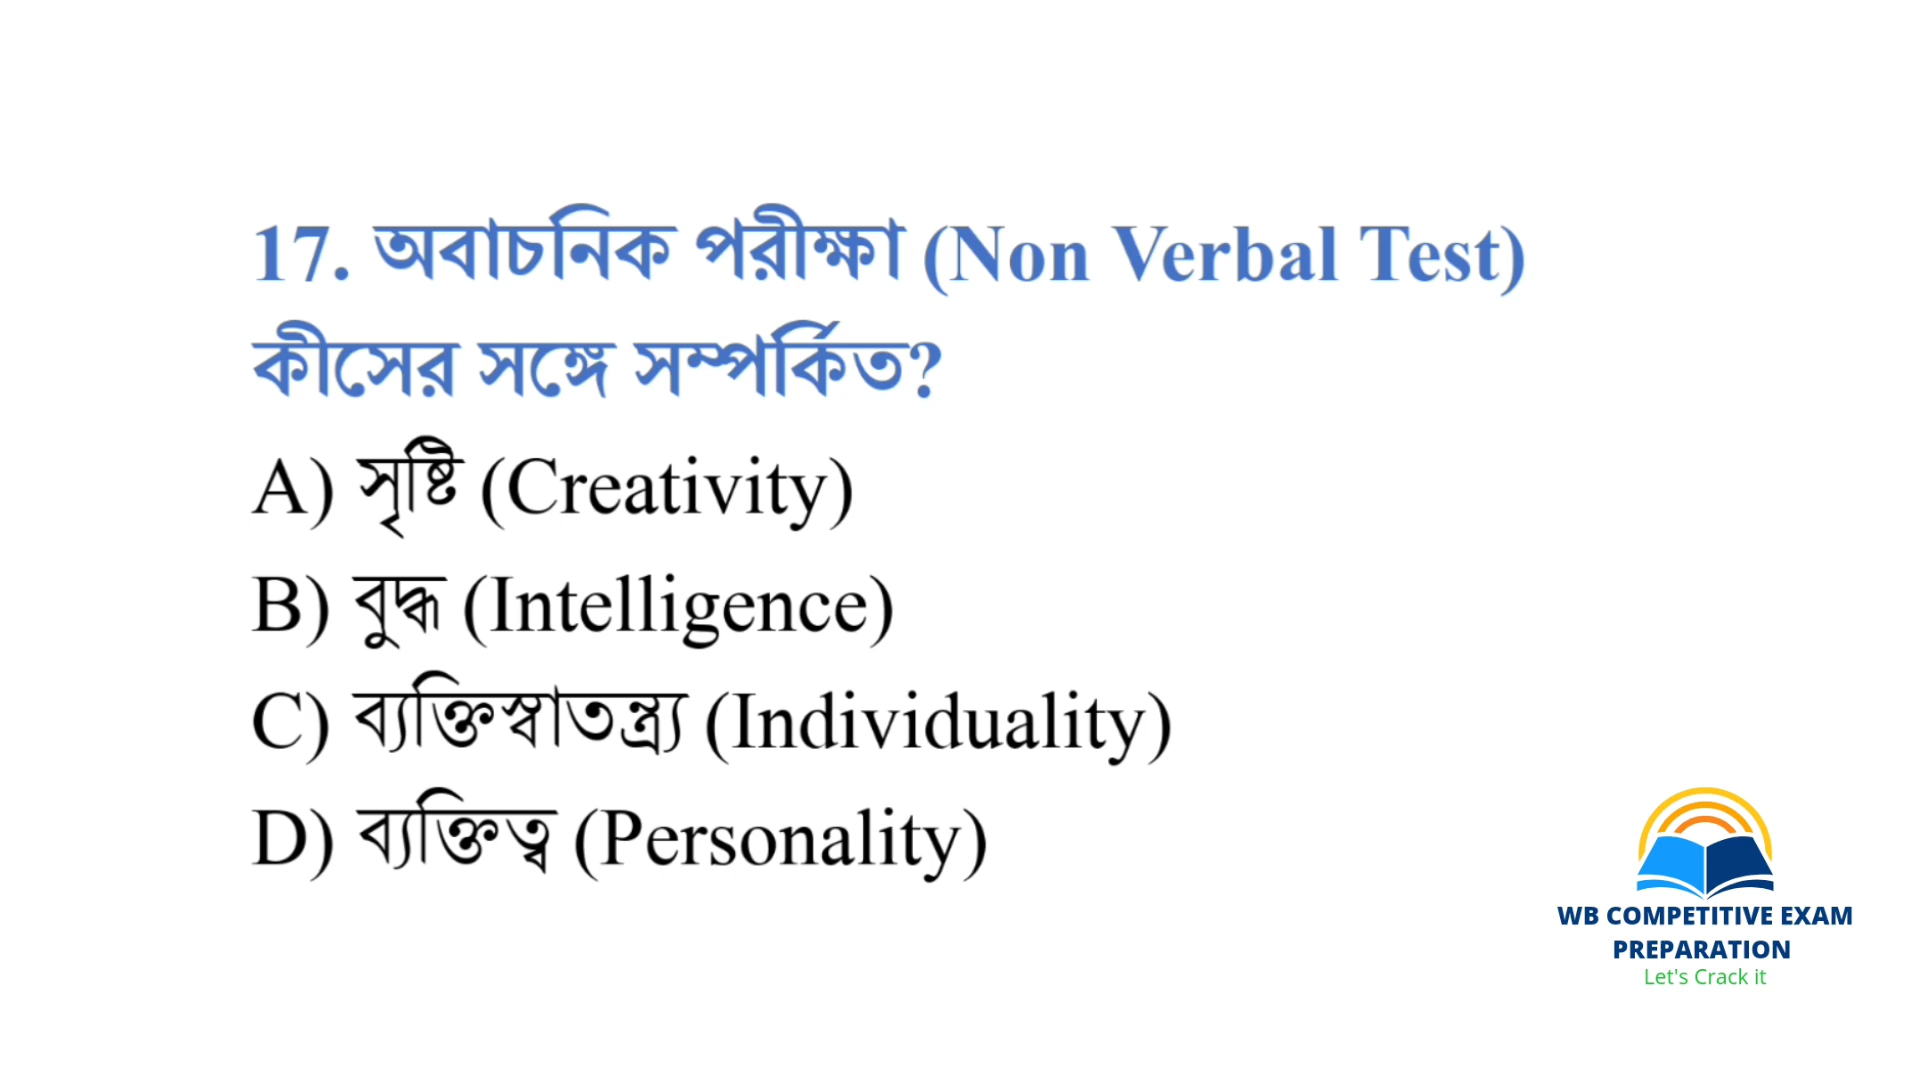 17. অবাচনিক পরীক্ষা (Non Verbal Test)
কীসের সঙ্গে সম্পর্কিত?
A) সৃষ্টি (Creativity)
B) বুদ্ধ (Intelligence)
C) ব্যক্তিস্বাতন্ত্র্য (Individuality)
D) ব্যক্তিত্ব (Personality)
WB COMPETITIVE EXAM
PREPARATION
Let's Crack it